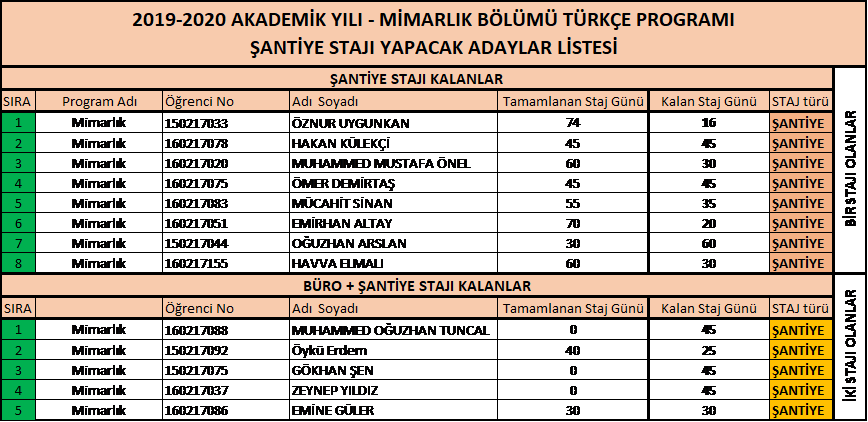 2019-2020 AKADEMİK YILI - MİMARLIK BÖLÜMÜ TÜRKÇE PROGRAMI
ŞANTİYE STAJI YAPACAK ADAYLAR LİSTESİ
ŞANTİYE STAJI KALANLAR
SIRA Program Adı Öğrenci No Adı Soyadı Tamamlanan Staj Günü Kalan Staj Günü STAJ türü
1 Mimarlık 150217033 ÖZNUR UYGUNKAN 74 16 ŞANTİYE
2 Mimarlık 160217078 HAKAN KÜLEKÇİ 45 45 ŞANTİYE
3 Mimarlık 160217020 MUHAMMED MUSTAFA ÖNEL 60 30 ŞANTİYE
4 Mimarlık 160217075 ÖMER DEMİRTAŞ 45 45 ŞANTİYE
5 Mimarlık 160217083 MÜCAHİT SİNAN 55 35 ŞANTİYE
6 Mimarlık 160217051 EMİRHAN ALTAY 70 20 ŞANTİYE
7 Mimarlık 150217044 OĞUZHAN ARSLAN 30 60 ŞANTİYE
8 Mimarlık 160217155 HAVVA ELMALI 60 30 ŞANTİYE
BİR STAJI OLANLAR
BÜRO + ŞANTİYE STAJI KALANLAR
SIRA Öğrenci No Adı Soyadı Tamamlanan Staj Günü Kalan Staj Günü STAJ türü
1 Mimarlık 160217088 MUHAMMED OĞUZHAN TUNCAL 0 45 ŞANTİYE
2 Mimarlık 150217092 Öykü Erdem 40 25 ŞANTİYE
3 Mimarlık 150217075 GÖKHAN ŞEN 0 45 ŞANTİYE
4 Mimarlık 160217037 ZEYNEP YILDIZ 0 45 ŞANTİYE
5 Mimarlık 160217086 EMİNE GÜLER 30 30 ŞANTİYE
İKİ STAJI OLANLAR